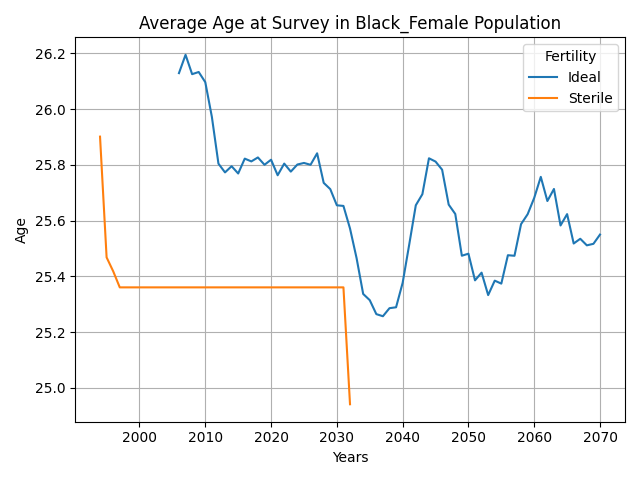 Average Age at Survey in Black_Female Population
Fertility
Ideal
Sterile
26.2
26.0
25.8
25.6
25.4
25.2
25.0
Age
2000 2010 2020 2030 2040 2050 2060 2070
Years